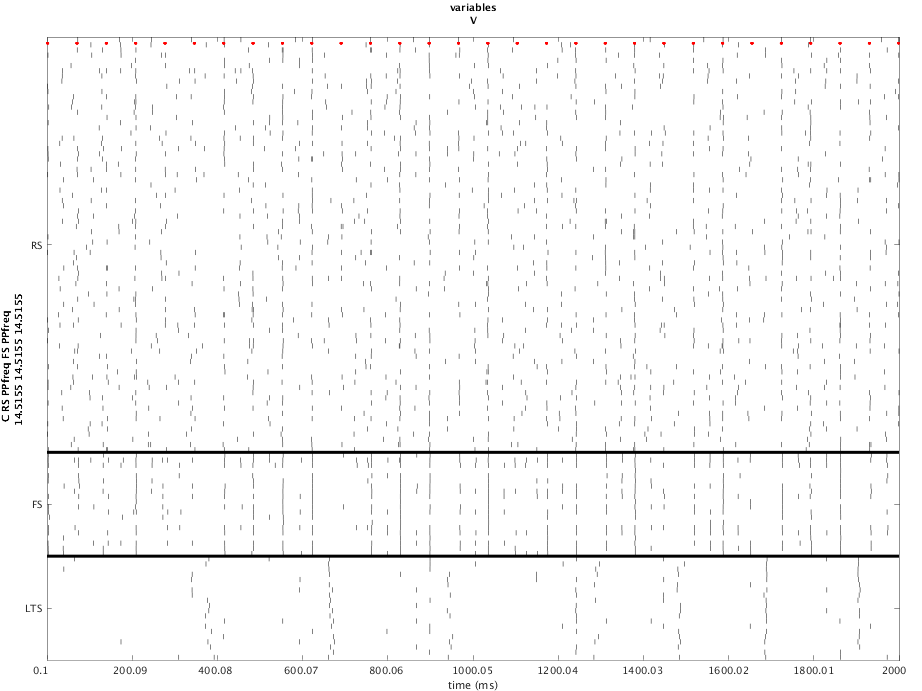 variables
V
C RS PPfreq FS PPfreq
14.5155 14.5155 14.5155
RS
FS
LTS
0.1 200.09 400.08 600.07 800.06 1000.05 1200.04 1400.03 1600.02 1800.01 2000
time (ms)